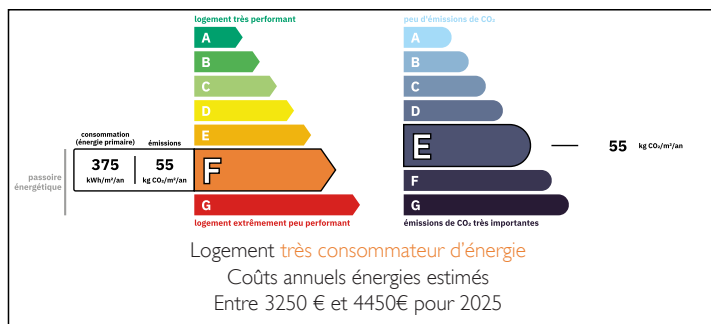 logement très performant
A
B
C
D
E
consommation
(énergie primaire)
émissions
passoire
énergétique
375
kWh/m²/an
55
kg CO₂/m²/an
F
G
logement extrêmement peu performant
peu d'émissions de CO₂
A
B
C
D
E
55 kg CO₂/m²/an
F
G
émissions de CO₂ très importantes
Logement très consommateur d'énergie
Coûts annuels énergies estimés
Entre 3250 € et 4450€ pour 2025